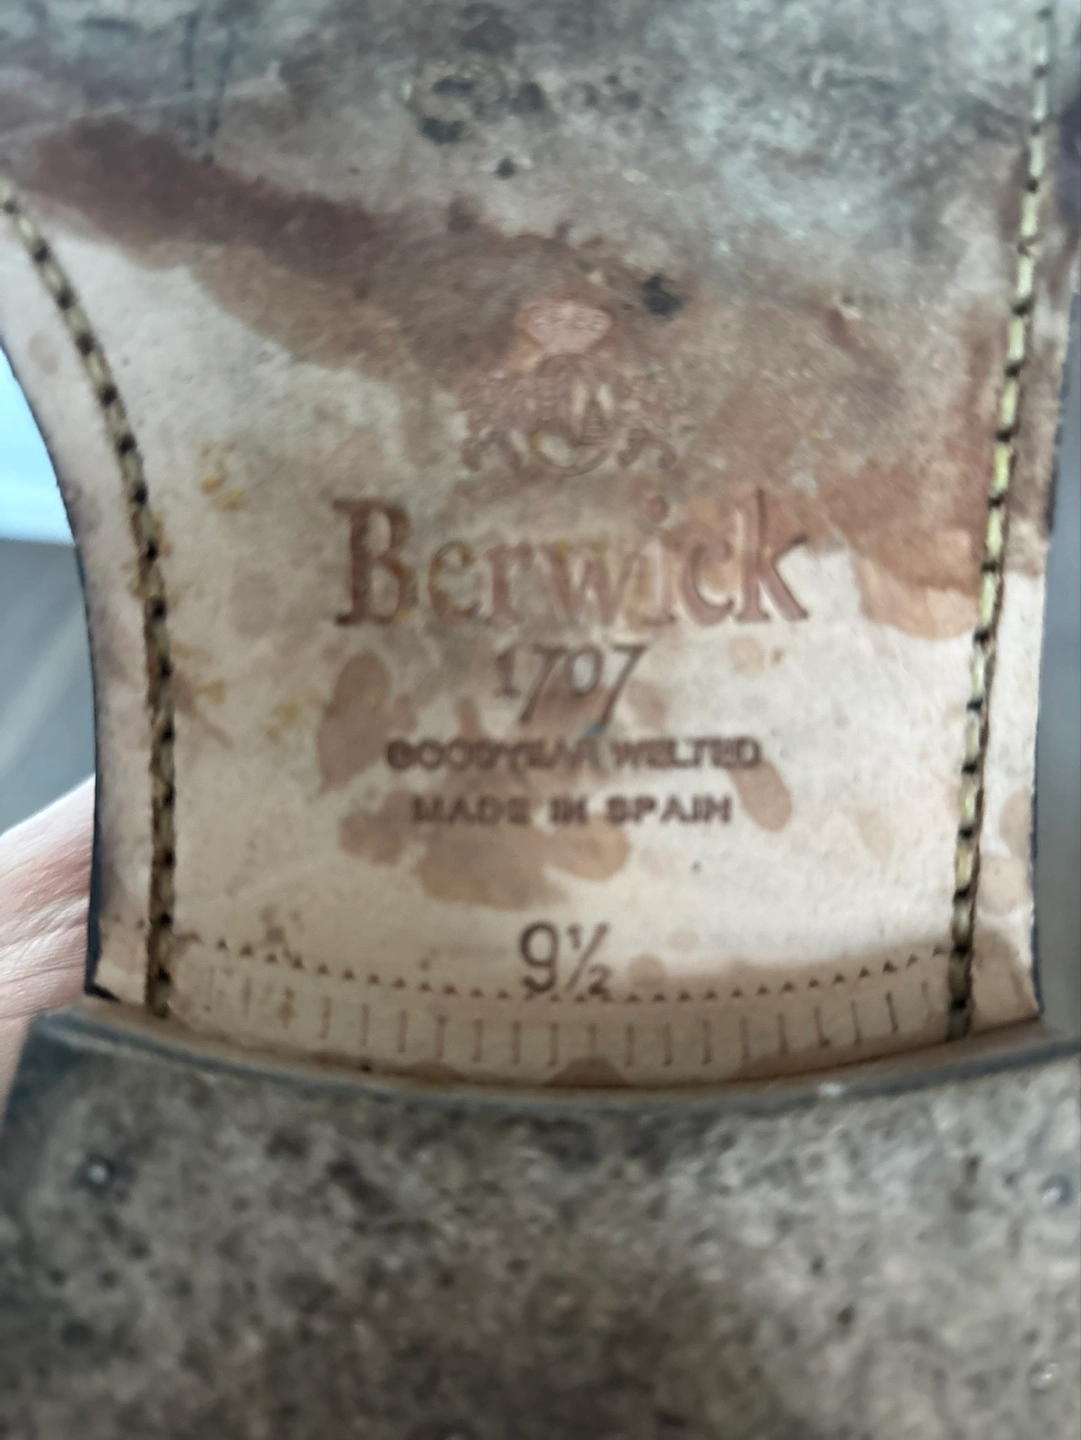 Berwick
1707
GOODYEAR WELTED
MADE IN SPAIN
9½